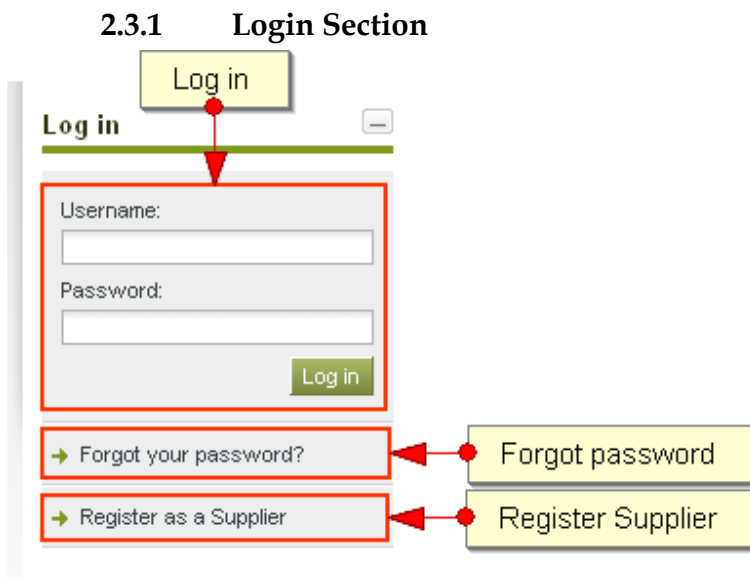 2.3.1 Login Section
Log in
Log in
Username:
Password:
Log in
Forgot your password?
Forgot password
Register as a Supplier
Register Supplier